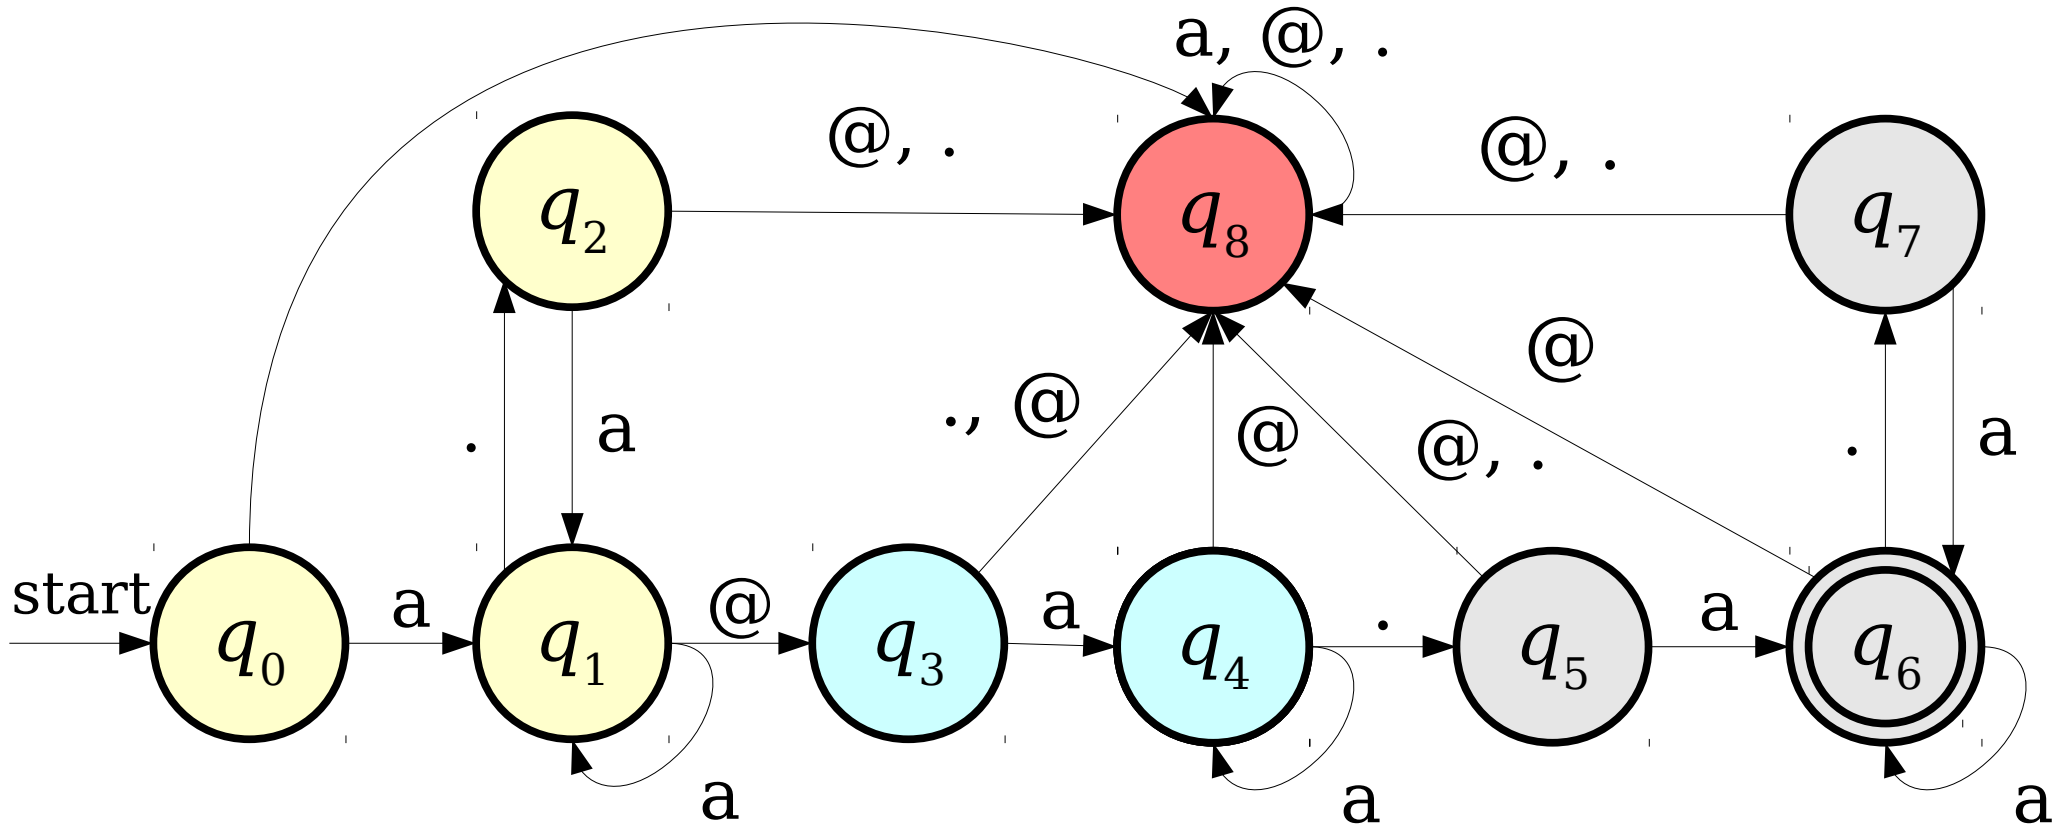 a, @, .
@, .
@, .
q2
q8
q7
@
., @
@
@, .
.
a
.
a
start
a
@
a
.
a
q0
q1
q3
q4
q5
q6
a
a
a